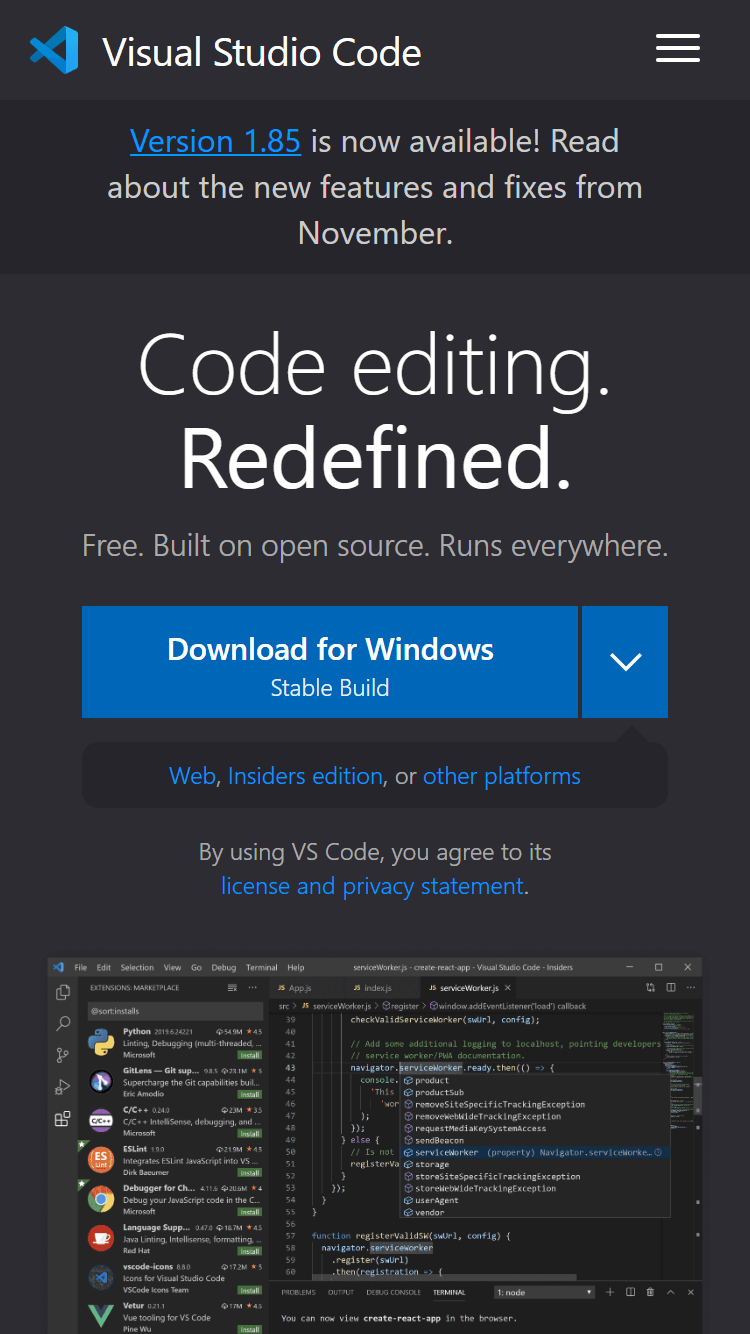 Visual Studio Code
Version 1.85 is now available! Read
about the new features and fixes from
November.
Code editing.
Redefined.
Free. Built on open source. Runs everywhere.
Download for Windows
Stable Build
Web, Insiders edition, or other platforms
By using VS Code, you agree to its
license and privacy statement.
File Edit Selection View Go Debug Terminal Help serviceWorker.js - create-react-app - Visual Studio Code - Insiders
EXTENSIONS: MARKETPLACE
@sort:installs
Python 2019.6.24221 54.9M ★ 4.5
Linting, Debugging (multi-threaded, ...
Microsoft Install
GitLens — Git sup... 9.8.5 23.1M ★ 5
Supercharge the Git capabilities buil...
Eric Amodio Install
C/C++ 0.24.0 23M ★ 3.5
C/C++ IntelliSense, debugging, and ...
Microsoft Install
ESLint 1.9.0 21.9M ★ 4.5
Integrates ESLint JavaScript into VS ...
Dirk Baeumer Install
Debugger for Ch... 4.11.6 20.6M ★ 4
Debug your JavaScript code in the C...
Microsoft Install
Language Supp... 0.47.0 18.7M ★ 4.5
Java Linting, Intellisense, formatting, ...
Red Hat Install
vscode-icons 8.8.0 17.2M ★ 5
Icons for Visual Studio Code
VSCode Icons Team Install
Vetur 0.21.1 17M ★ 4.5
Vue tooling for VS Code
Pine Wu Install
JS App.js JS index.js JS serviceWorker.js
src > JS serviceWorker.js > register > window.addEventListener('load') callback
39 checkValidServiceWorker(swUrl, config);
40
41 // Add some additional logging to localhost, pointing developers
42 // service worker/PWA documentation.
43 navigator.serviceWorker.ready.then(() => {
44 console.
45 'This
46 'wor
47 );
48 });
49 } else {
50 // Is not
51 registerVa
52 }
53 });
54 }
55 }
56
57 function registerValidSW(swUrl, config) {
58 navigator.serviceWorker
59 .register(swUrl)
60 .then(registration => {
product
productSub
removeSiteSpecificTrackingException
removeWebWideTrackingException
requestMediaKeySystemAccess
sendBeacon
serviceWorker (property) Navigator.serviceWorke...
storage
storeSiteSpecificTrackingException
storeWebWideTrackingException
userAgent
vendor
PROBLEMS OUTPUT DEBUG CONSOLE TERMINAL 1: node
You can now view create-react-app in the browser.